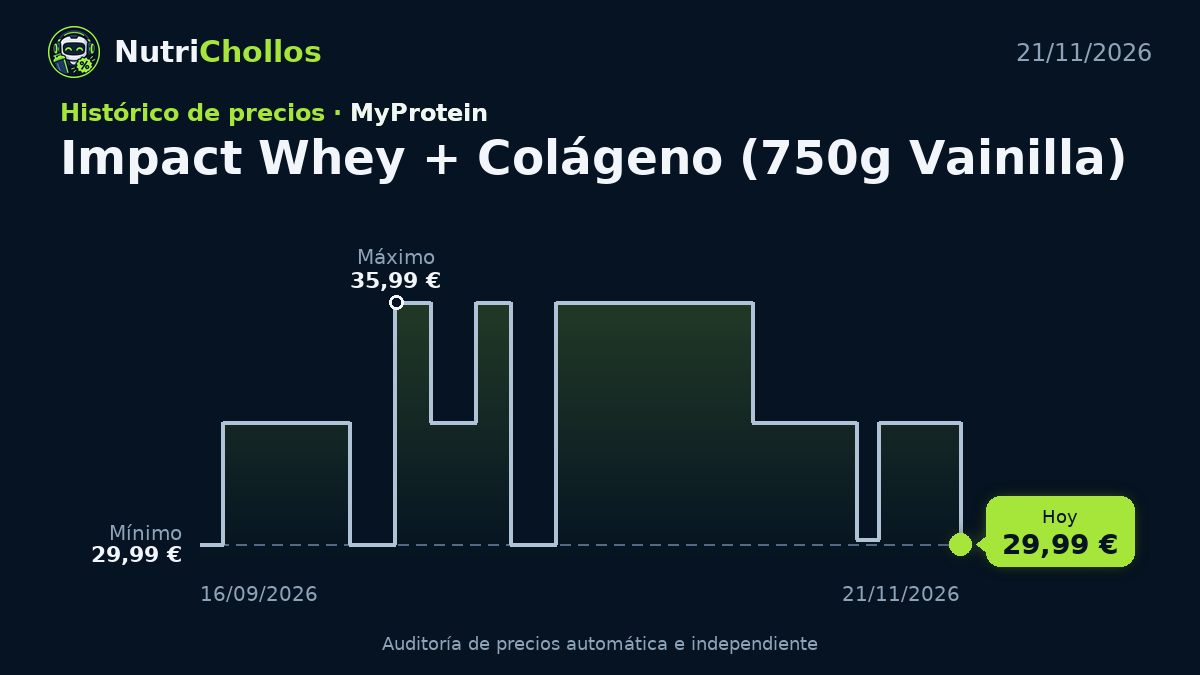 NutriChollos
21/11/2026
Histórico de precios · MyProtein
Impact Whey + Colágeno (750g Vainilla)
Máximo
35,99 €
Mínimo
29,99 €
Hoy
29,99 €
16/09/2026
21/11/2026
Auditoría de precios automática e independiente